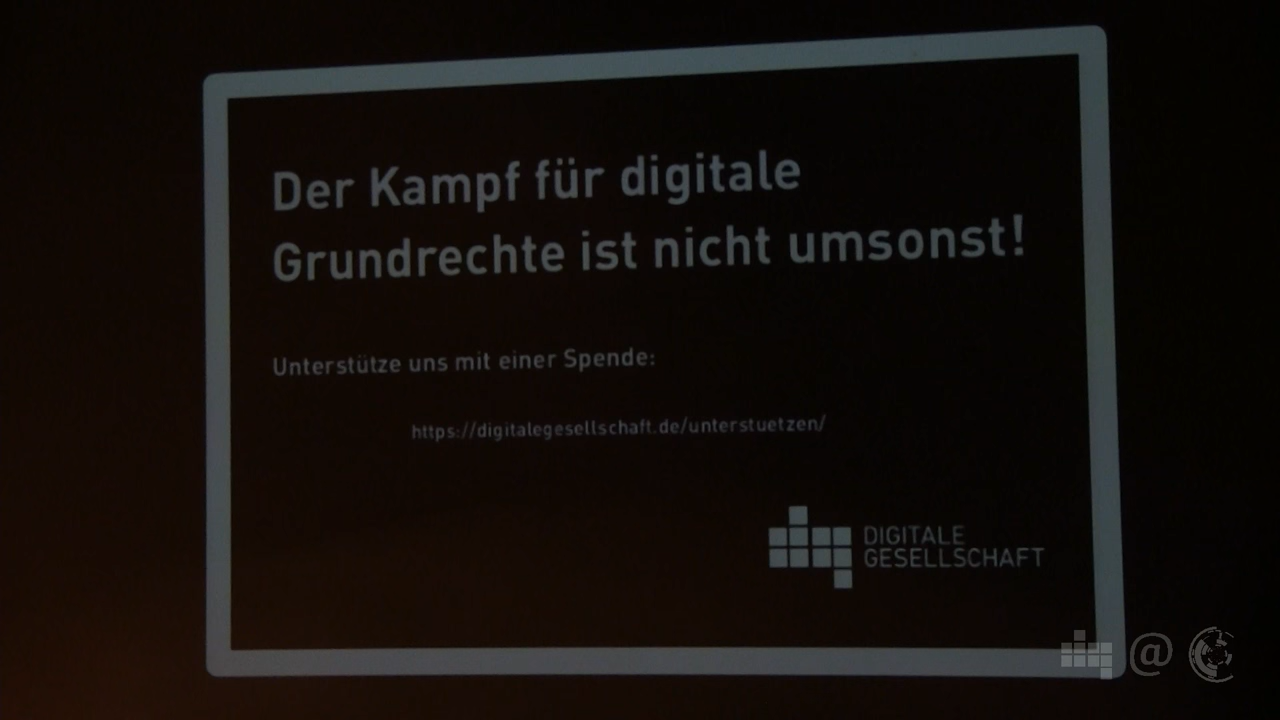 Der Kampf für digitale
Grundrechte ist nicht umsonst!
Unterstütze uns mit einer Spende:
https://digitalegesellschaft.de/unterstuetzen/
DIGITALE
GESELLSCHAFT
@